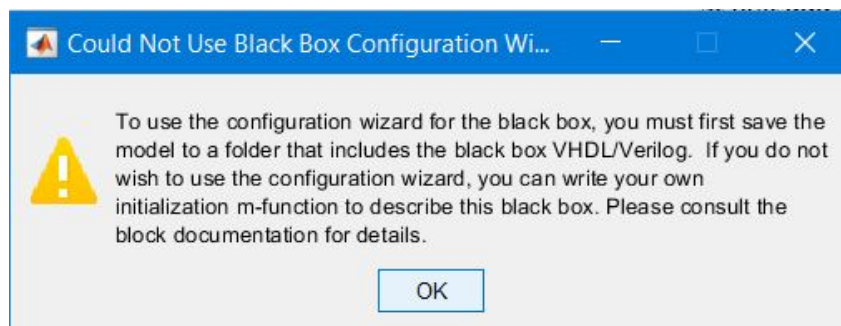 Could Not Use Black Box Configuration Wi...
To use the configuration wizard for the black box, you must first save the
model to a folder that includes the black box VHDL/Verilog.  If you do not
wish to use the configuration wizard, you can write your own
initialization m-function to describe this black box. Please consult the
block documentation for details.
OK